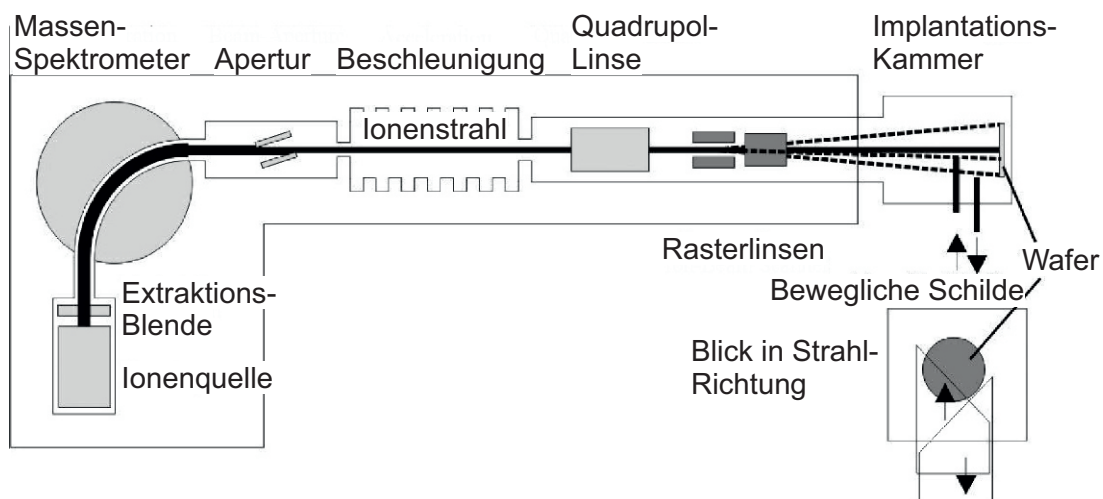 Massen-
Spektrometer
Apertur
Beschleunigung
Quadrupol-
Linse
Implantations-
Kammer
Ionenstrahl
Rasterlinsen
Wafer
Bewegliche Schilde
Extraktions-
Blende
Ionenquelle
Blick in Strahl-
Richtung